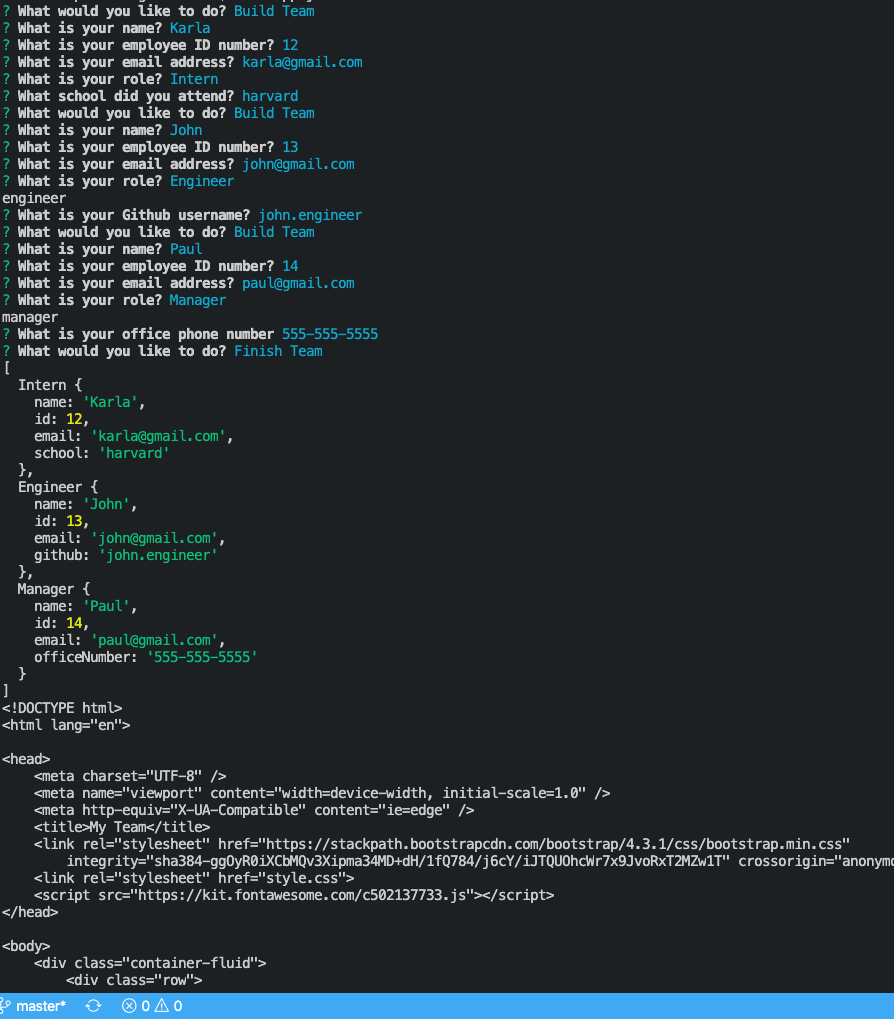 ? What would you like to do? Build Team
? What is your name? Karla
? What is your employee ID number? 12
? What is your email address? karla@gmail.com
? What is your role? Intern
? What school did you attend? harvard
? What would you like to do? Build Team
? What is your name? John
? What is your employee ID number? 13
? What is your email address? john@gmail.com
? What is your role? Engineer
engineer
? What is your Github username? john.engineer
? What would you like to do? Build Team
? What is your name? Paul
? What is your employee ID number? 14
? What is your email address? paul@gmail.com
? What is your role? Manager
manager
? What is your office phone number 555-555-5555
? What would you like to do? Finish Team
[
  Intern {
    name: 'Karla',
    id: 12,
    email: 'karla@gmail.com',
    school: 'harvard'
  },
  Engineer {
    name: 'John',
    id: 13,
    email: 'john@gmail.com',
    github: 'john.engineer'
  },
  Manager {
    name: 'Paul',
    id: 14,
    email: 'paul@gmail.com',
    officeNumber: '555-555-5555'
  }
]
<!DOCTYPE html>
<html lang="en">
<head>
    <meta charset="UTF-8" />
    <meta name="viewport" content="width=device-width, initial-scale=1.0" />
    <meta http-equiv="X-UA-Compatible" content="ie=edge" />
    <title>My Team</title>
    <link rel="stylesheet" href="https://stackpath.bootstrapcdn.com/bootstrap/4.3.1/css/bootstrap.min.css"
        integrity="sha384-ggOyR0iXCbMQv3Xipma34MD+dH/1fQ784/j6cY/iJTQUOhcWr7x9JvoRxT2MZw1T" crossorigin="anonymo
    <link rel="stylesheet" href="style.css">
    <script src="https://kit.fontawesome.com/c502137733.js"></script>
</head>
<body>
    <div class="container-fluid">
        <div class="row">
master* 0 0